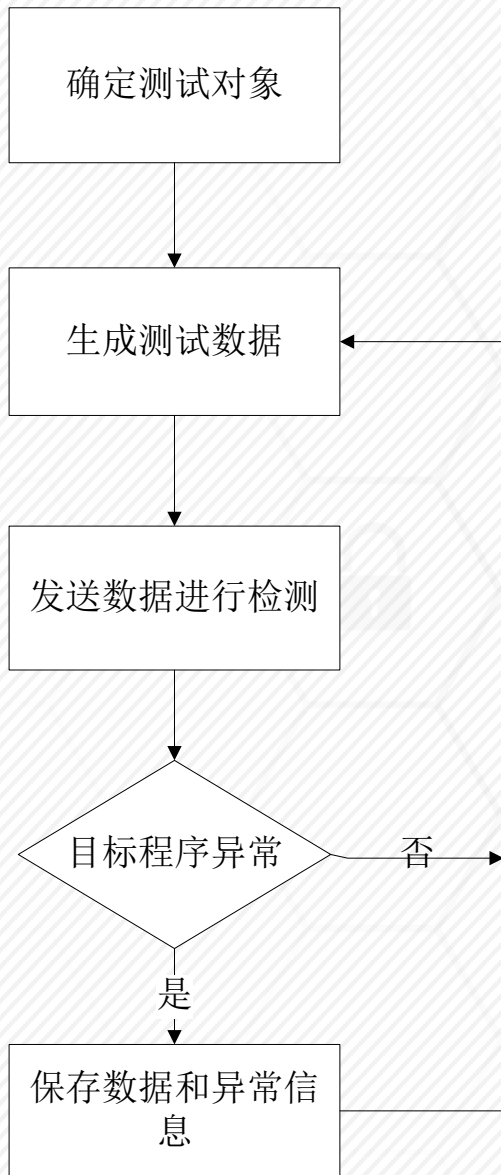 确定测试对象
生成测试数据
发送数据进行检测
目标程序异常
否
是
保存数据和异常信
息